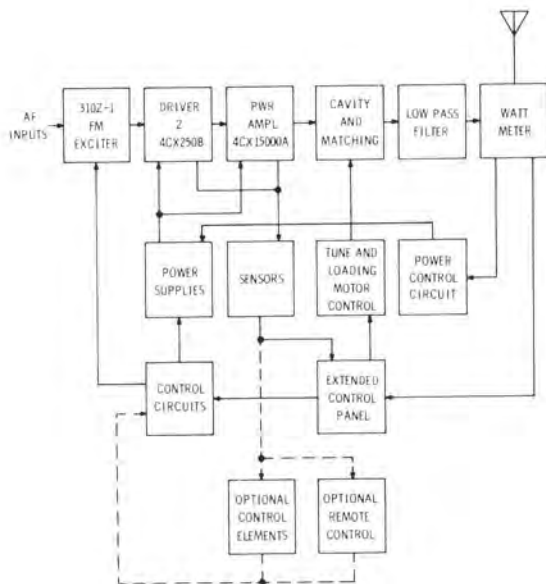 AF
INPUTS
310Z-1
FM
EXCITER
DRIVER
2
4CX250B
PWR
AMPL
4CX15000A
CAVITY
AND
MATCHING
LOW PASS
FILTER
WATT
METER
POWER
SUPPLIES
SENSORS
TUNE AND
LOADING
MOTOR
CONTROL
POWER
CONTROL
CIRCUIT
CONTROL
CIRCUITS
EXTENDED
CONTROL
PANEL
OPTIONAL
CONTROL
ELEMENTS
OPTIONAL
REMOTE
CONTROL